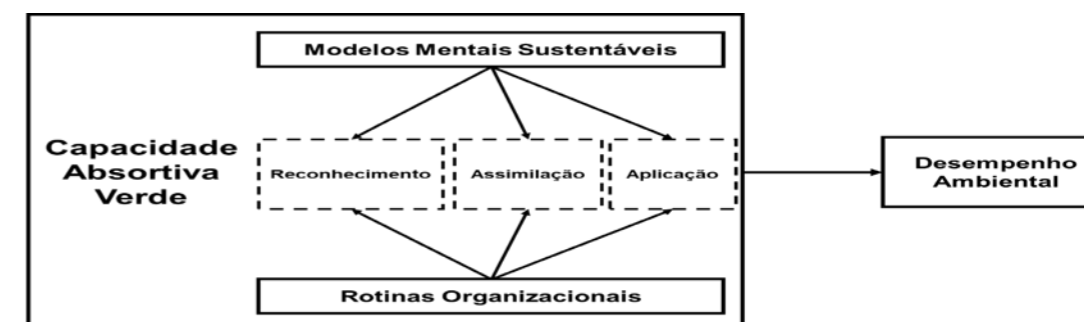 Modelos Mentais Sustentáveis
Capacidade
Absortiva
Verde
Reconhecimento
Assimilação
Aplicação
Desempenho
Ambiental
Rotinas Organizacionais